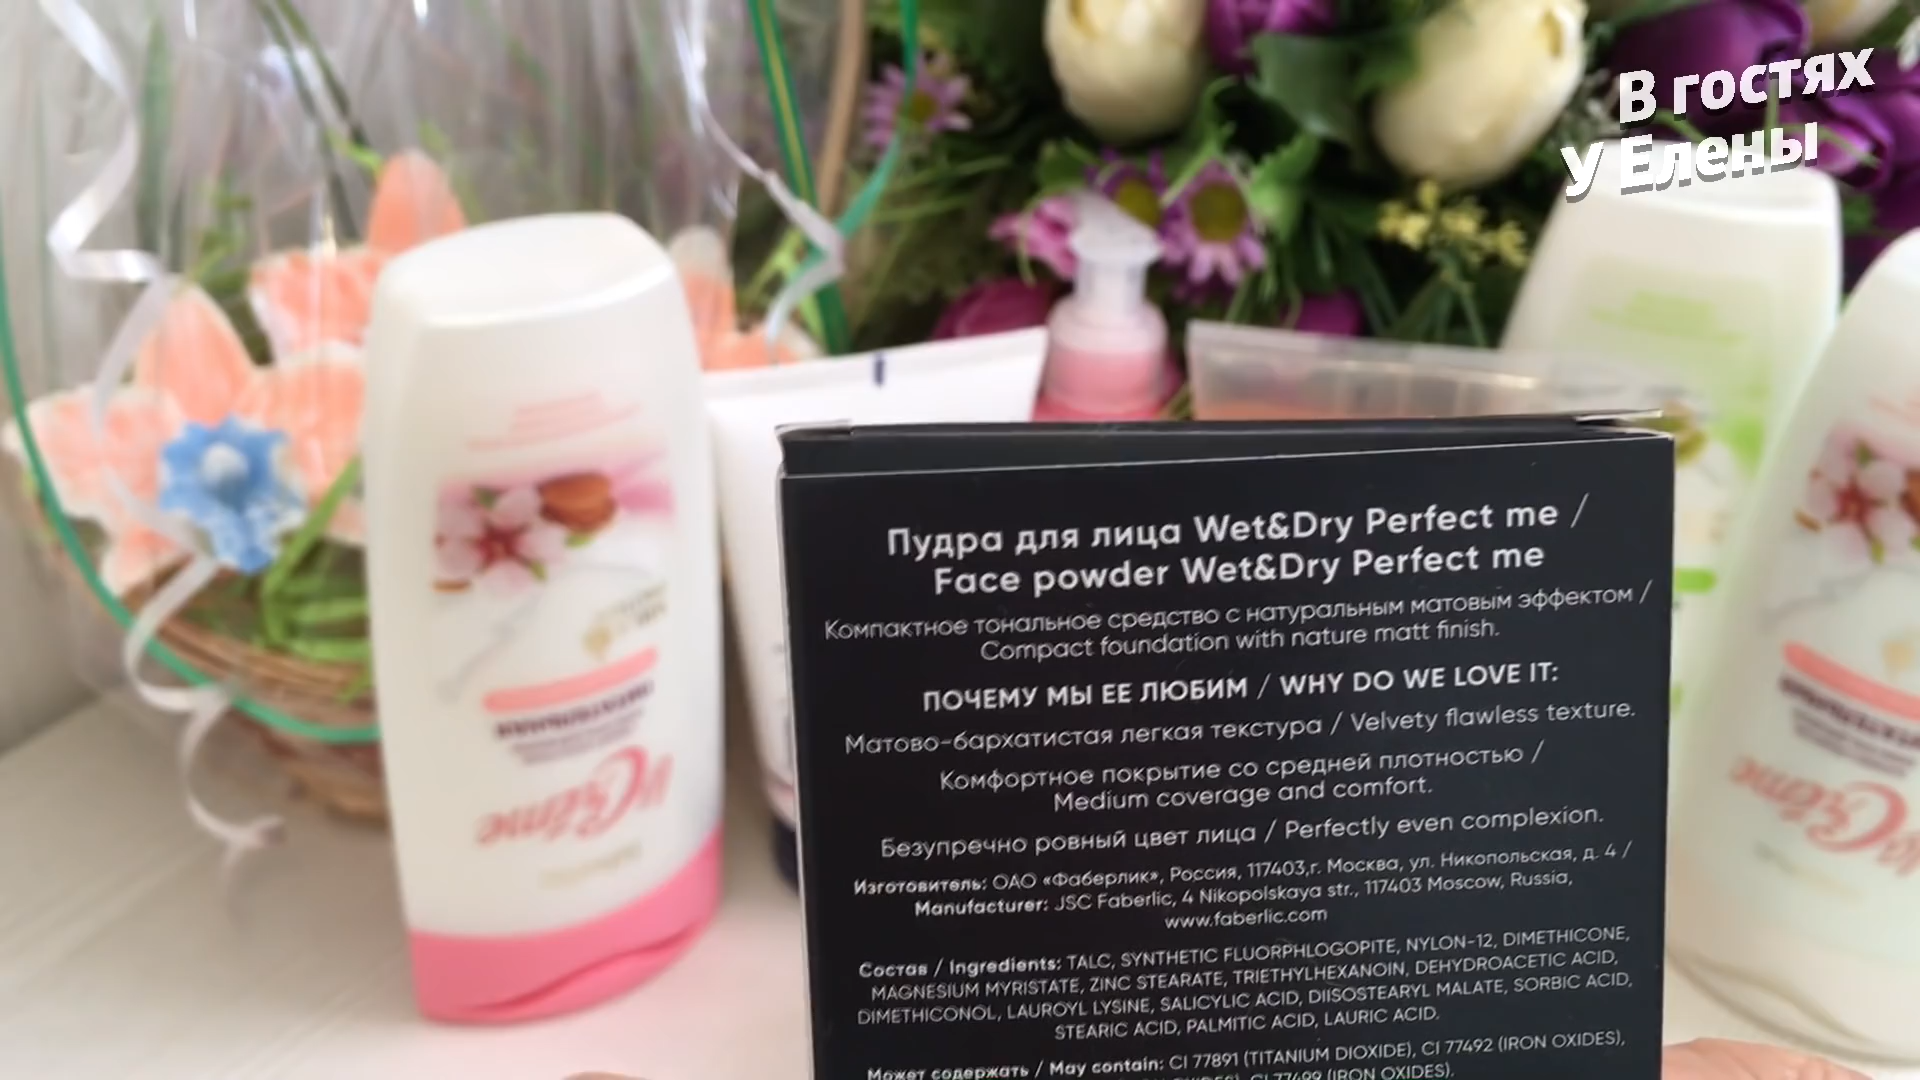 В гостях
у Елены
Пудра для лица Wet&Dry Perfect me /
Face powder Wet&Dry Perfect me
Компактное тональное средство с натуральным матовым эффектом /
Compact foundation with nature matt finish.
ПОЧЕМУ МЫ ЕЕ ЛЮБИМ / WHY DO WE LOVE IT:
Матово-бархатистая легкая текстура / Velvety flawless texture.
Комфортное покрытие со средней плотностью /
Medium coverage and comfort.
Безупречно ровный цвет лица / Perfectly even complexion.
Изготовитель: ОАО «Фаберлик», Россия, 117403,г. Москва, ул. Никопольская, д. 4 /
Manufacturer: JSC Faberlic, 4 Nikopolskaya str., 117403 Moscow, Russia,
www.faberlic.com
Состав / Ingredients: TALC, SYNTHETIC FLUORPHLOGOPITE, NYLON-12, DIMETHICONE,
MAGNESIUM MYRISTATE, ZINC STEARATE, TRIETHYLHEXANOIN, DEHYDROACETIC ACID,
DIMETHICONOL, LAUROYL LYSINE, SALICYLIC ACID, DIISOSTEARYL MALATE, SORBIC ACID,
STEARIC ACID, PALMITIC ACID, LAURIC ACID.
Может содержать / May contain: CI 77891 (TITANIUM DIOXIDE), CI 77492 (IRON OXIDES),
CI 77499 (IRON OXIDES).
Crème
Crème